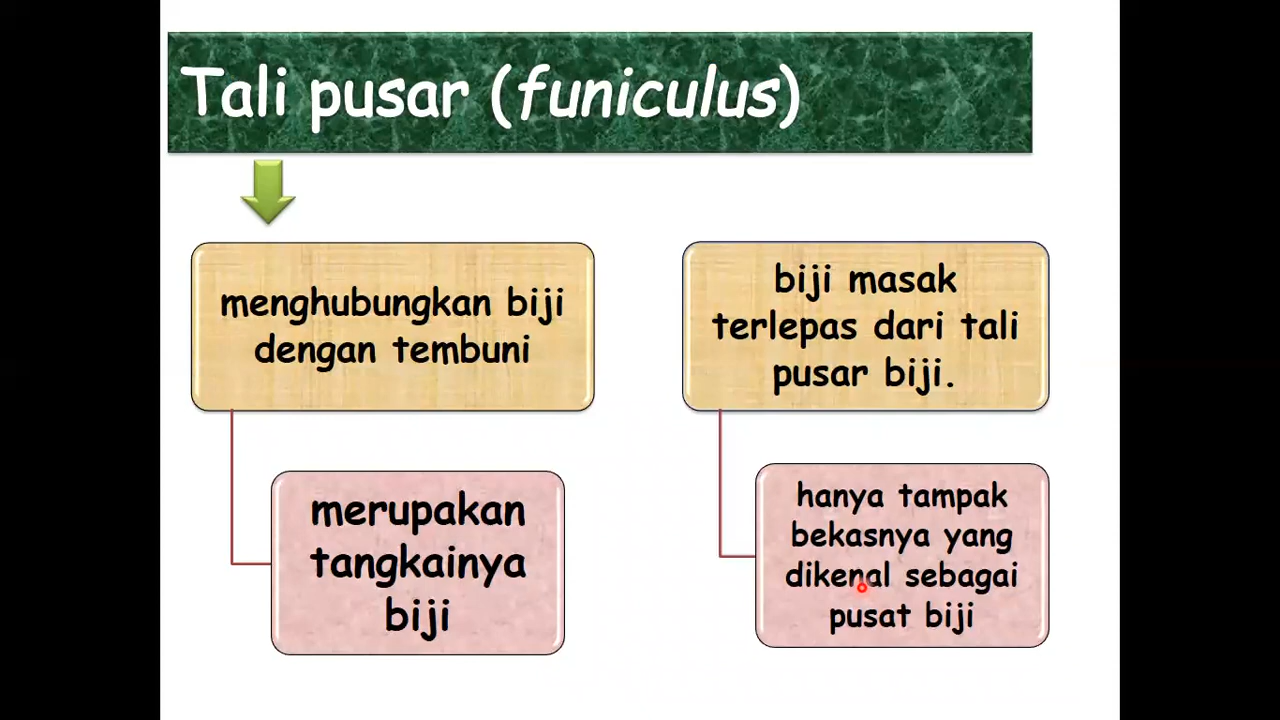 Tali pusar (funiculus)
menghubungkan biji
dengan tembuni
merupakan
tangkainya
biji
biji masak
terlepas dari tali
pusar biji.
hanya tampak
bekasnya yang
dikenal sebagai
pusat biji